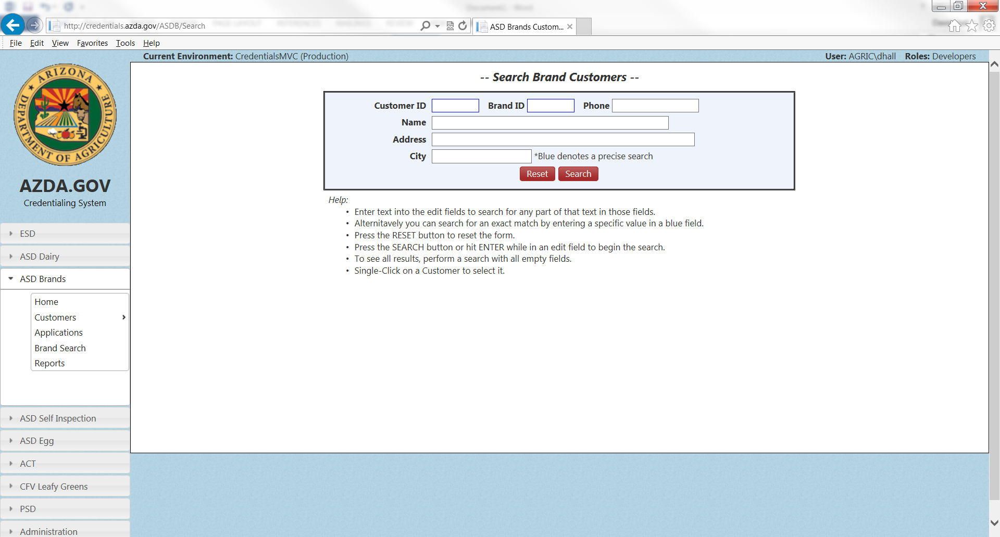 http://credentials.azda.gov/ASDB/Search
ASD Brands Custom...
File Edit View Favorites Tools Help
Current Environment: CredentialsMVC (Production)
User: AGRIC\dhall Roles: Developers
ARIZONA
DEPARTMENT OF AGRICULTURE
AZDA.GOV
Credentialing System
ESD
ASD Dairy
ASD Brands
Home
Customers
Applications
Brand Search
Reports
ASD Self Inspection
ASD Egg
ACT
CFV Leafy Greens
PSD
Administration
-- Search Brand Customers --
Customer ID Brand ID Phone
Name
Address
City *Blue denotes a precise search
Reset Search
Help:
• Enter text into the edit fields to search for any part of that text in those fields.
• Alternitavely you can search for an exact match by entering a specific value in a blue field.
• Press the RESET button to reset the form.
• Press the SEARCH button or hit ENTER while in an edit field to begin the search.
• To see all results, perform a search with all empty fields.
• Single-Click on a Customer to select it.